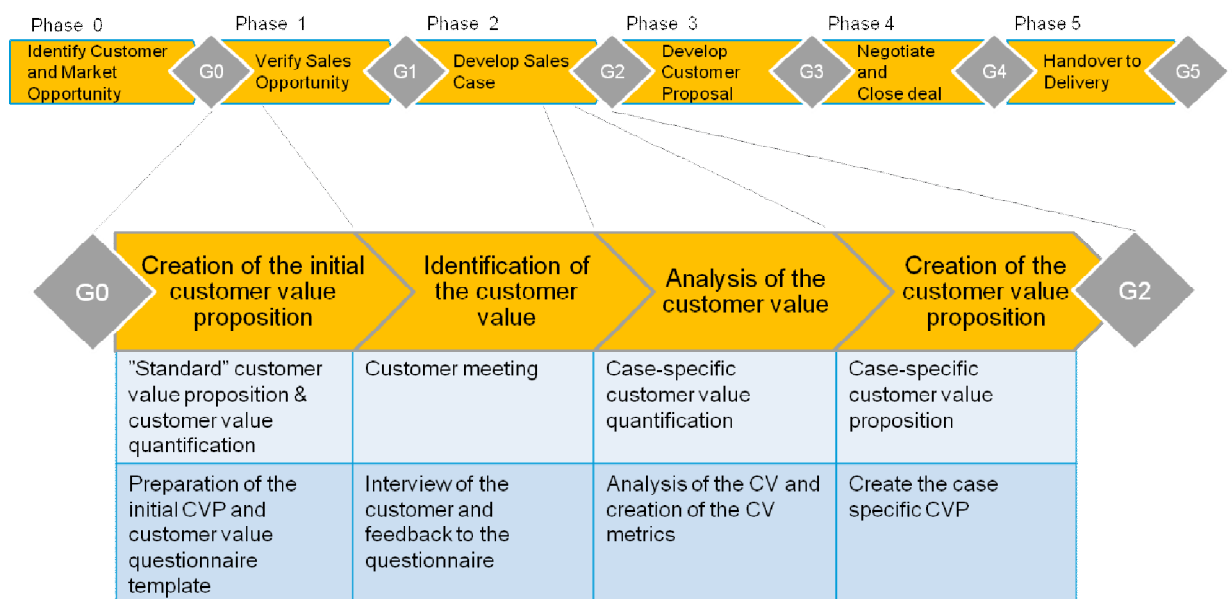 Phase 0
Phase 1
Phase 2
Phase 3
Phase 4
Phase 5
Identify Customer
and Market
Opportunity
G0
Verify Sales
Opportunity
G1
Develop Sales
Case
G2
Develop
Customer
Proposal
G3
Negotiate
and
Close deal
G4
Handover to
Delivery
G5
G0
Creation of the initial
customer value
proposition
Identification of
the customer
value
Analysis of the
customer value
Creation of the
customer value
proposition
G2
"Standard" customer
value proposition &
customer value
quantification
Customer meeting
Case-specific
customer value
quantification
Case-specific
customer value
proposition
Preparation of the
initial CVP and
customer value
questionnaire
template
Interview of the
customer and
feedback to the
questionnaire
Analysis of the CV and
creation of the CV
metrics
Create the case
specific CVP